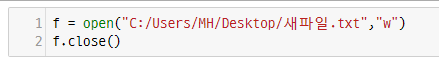 1 f = open("C:/Users/MH/Desktop/새파일.txt","w")
2 f.close()